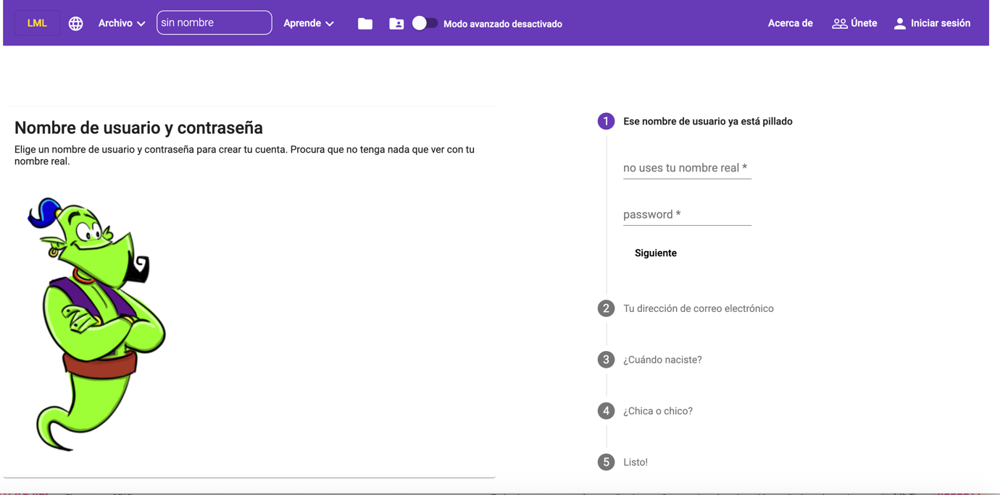 LML
Archivo
sin nombre
Aprende
Modo avanzado desactivado
Acerca de
Únete
Iniciar sesión
Nombre de usuario y contraseña
Elige un nombre de usuario y contraseña para crear tu cuenta. Procura que no tenga nada que ver con tu
nombre real.
1 Ese nombre de usuario ya está pillado
no uses tu nombre real *
password *
Siguiente
2 Tu dirección de correo electrónico
3 ¿Cuándo naciste?
4 ¿Chica o chico?
5 Listo!